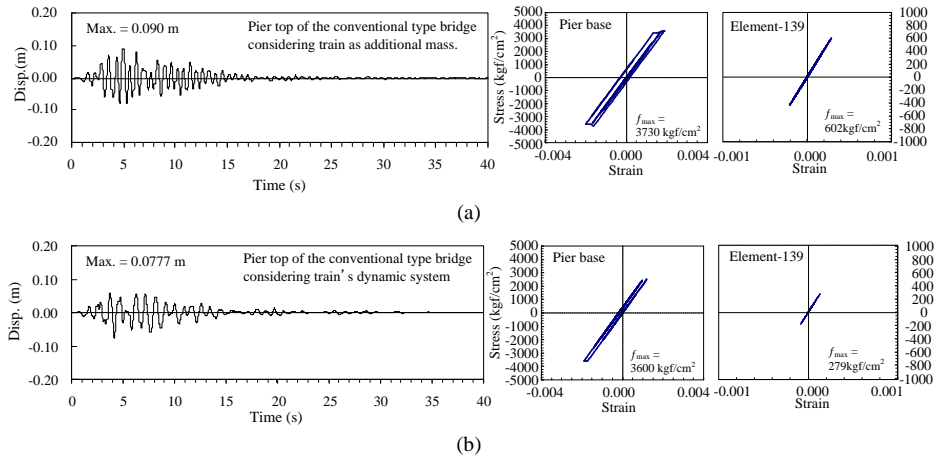 Max. = 0.090 m
Pier top of the conventional type bridge
considering train as additional mass.
Disp.(m)
0.20
0.10
0.00
-0.10
-0.20
0 5 10 15 20 25 30 35 40
Time (s)
Pier base
Stress (kgf/cm2)
5000
4000
3000
2000
1000
0
-1000
-2000
-3000
-4000
-5000
fmax =
3730 kgf/cm2
-0.004 0.000 0.004
Strain
Element-139
1000
800
600
400
200
0
-200
-400
-600
-800
-1000
fmax =
602kgf/cm2
-0.001 0.000 0.001
Strain
(a)
Max. = 0.0777 m
Pier top of the conventional type bridge
considering train's dynamic system
Disp. (m)
0.20
0.10
0.00
-0.10
-0.20
0 5 10 15 20 25 30 35 40
Time (s)
Pier base
Stress (kgf/cm2)
5000
4000
3000
2000
1000
0
-1000
-2000
-3000
-4000
-5000
fmax =
3600 kgf/cm2
-0.004 0.000 0.004
Strain
Element-139
1000
800
600
400
200
0
-200
-400
-600
-800
-1000
fmax =
279kgf/cm2
-0.001 0.000 0.001
Strain
(b)